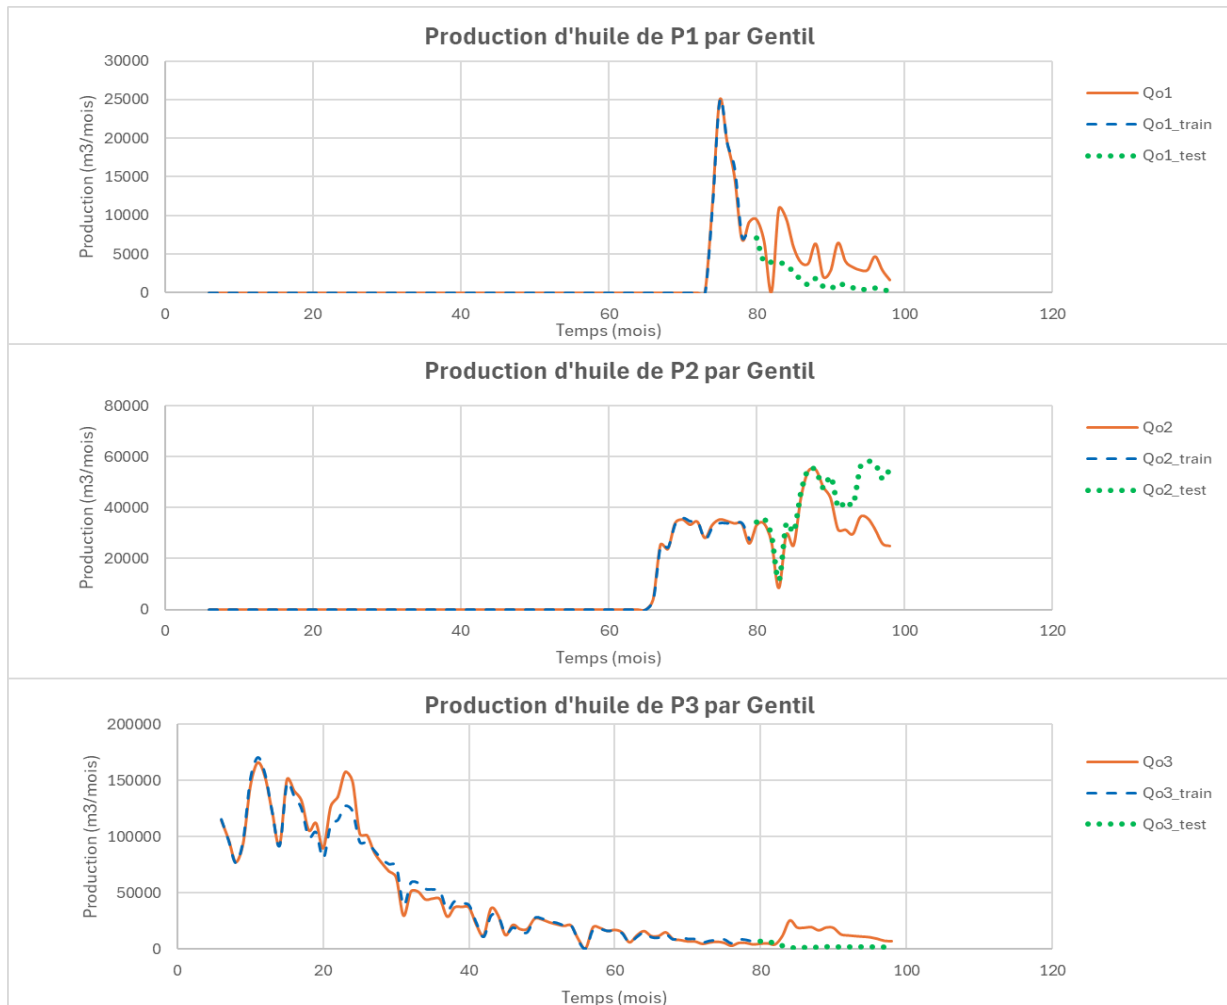 Production d'huile de P1 par Gentil
Production (m3/mois)
30000
25000
20000
15000
10000
5000
0
0 20 40 60 80 100 120
Temps (mois)
Qo1
Qo1_train
Qo1_test
Production d'huile de P2 par Gentil
Production (m3/mois)
80000
60000
40000
20000
0
0 20 40 60 80 100 120
Temps (mois)
Qo2
Qo2_train
Qo2_test
Production d'huile de P3 par Gentil
Production (m3/mois)
200000
150000
100000
50000
0
0 20 40 60 80 100 120
Temps (mois)
Qo3
Qo3_train
Qo3_test